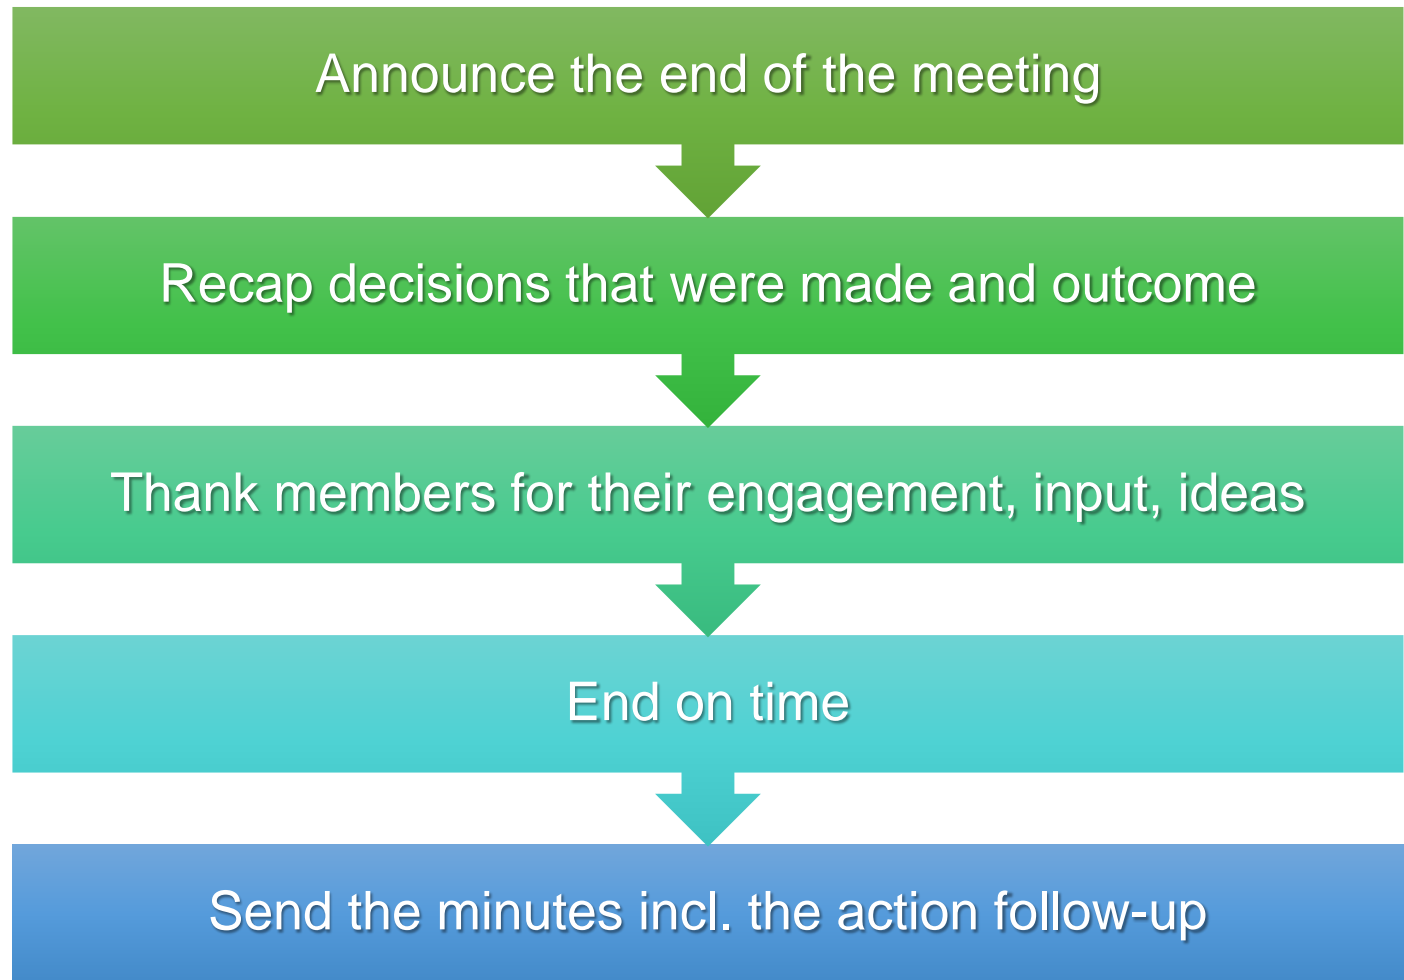 Announce the end of the meeting
Recap decisions that were made and outcome
Thank members for their engagement, input, ideas
End on time
Send the minutes incl. the action follow-up